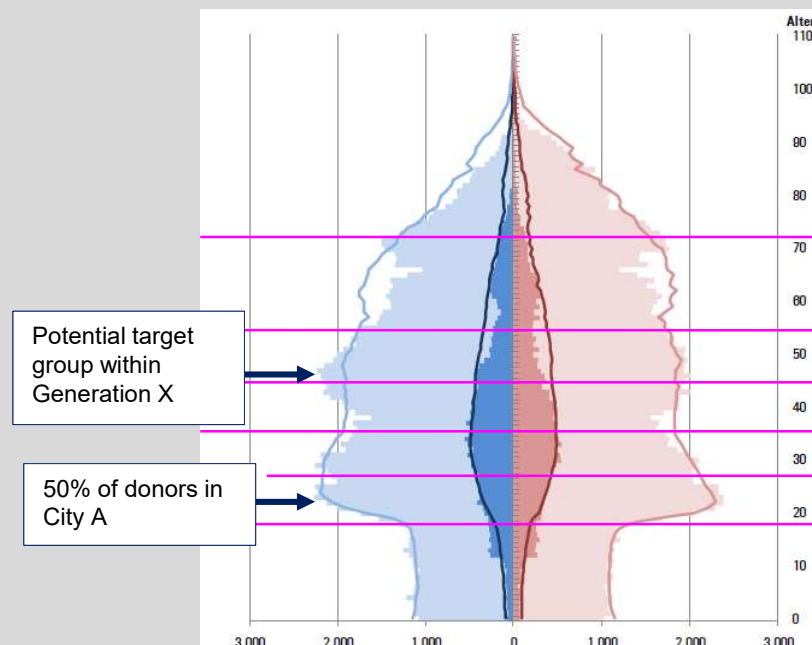 Alter
110
100
90
80
70
60
50
40
30
20
10
0
Potential target
group within
Generation X
50% of donors in
City A
3 000 2 000 1 000 0 1 000 2 000 3 000